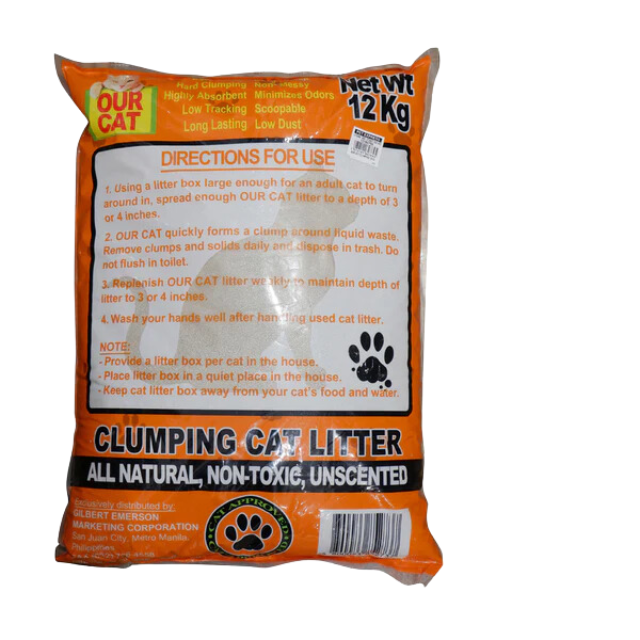 OUR
CAT
Hard Clumping Non-Messy
Highly Absorbent Minimizes Odors
Low Tracking Scoopable
Long Lasting Low Dust
Net Wt
12 Kg
DIRECTIONS FOR USE
1. Using a litter box large enough for an adult cat to turn
around in, spread enough OUR CAT litter to a depth of 3
or 4 inches.
2. OUR CAT quickly forms a clump around liquid waste.
Remove clumps and solids daily and dispose in trash. Do
not flush in toilet.
3. Replenish OUR CAT litter weekly to maintain depth of
litter to 3 or 4 inches.
4. Wash your hands well after handling used cat litter.
NOTE:
- Provide a litter box per cat in the house.
- Place litter box in a quiet place in the house.
- Keep cat litter box away from your cat's food and water.
CLUMPING CAT LITTER
ALL NATURAL, NON-TOXIC, UNSCENTED
exclusively distributed by:
GILBERT EMERSON
MARKETING CORPORATION
San Juan City, Metro Manila
Philippines
CAT APPROVED